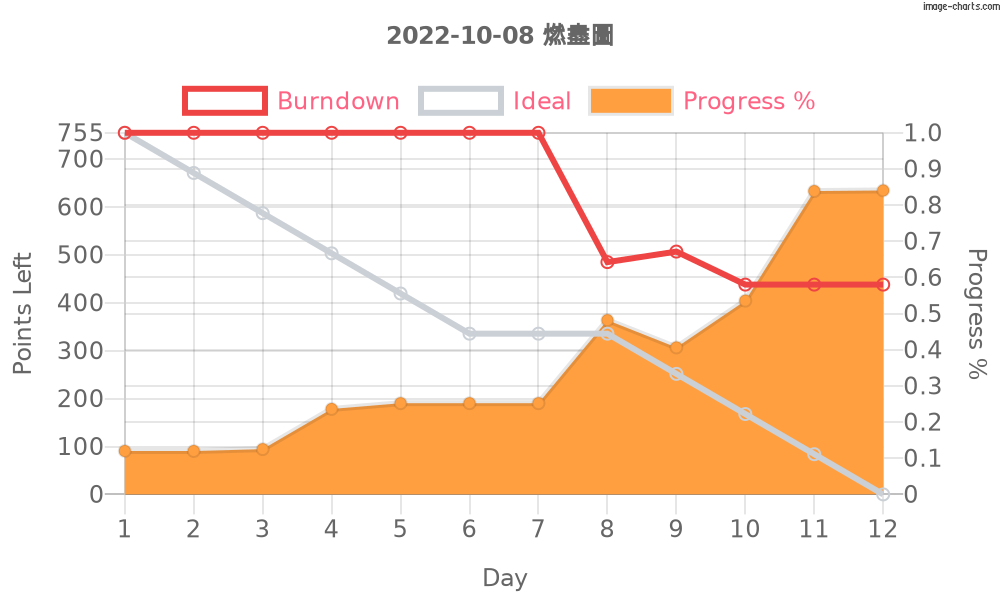 image-charts.com
2022-10-08 燃盡圖
Burndown Ideal Progress %
755 1.0
700 0.9
600 0.8
500 0.7
400 0.6
300 0.5
200 0.4
100 0.3
0 0.2
0.1
0
Points Left
Progress %
1 2 3 4 5 6 7 8 9 10 11 12
Day